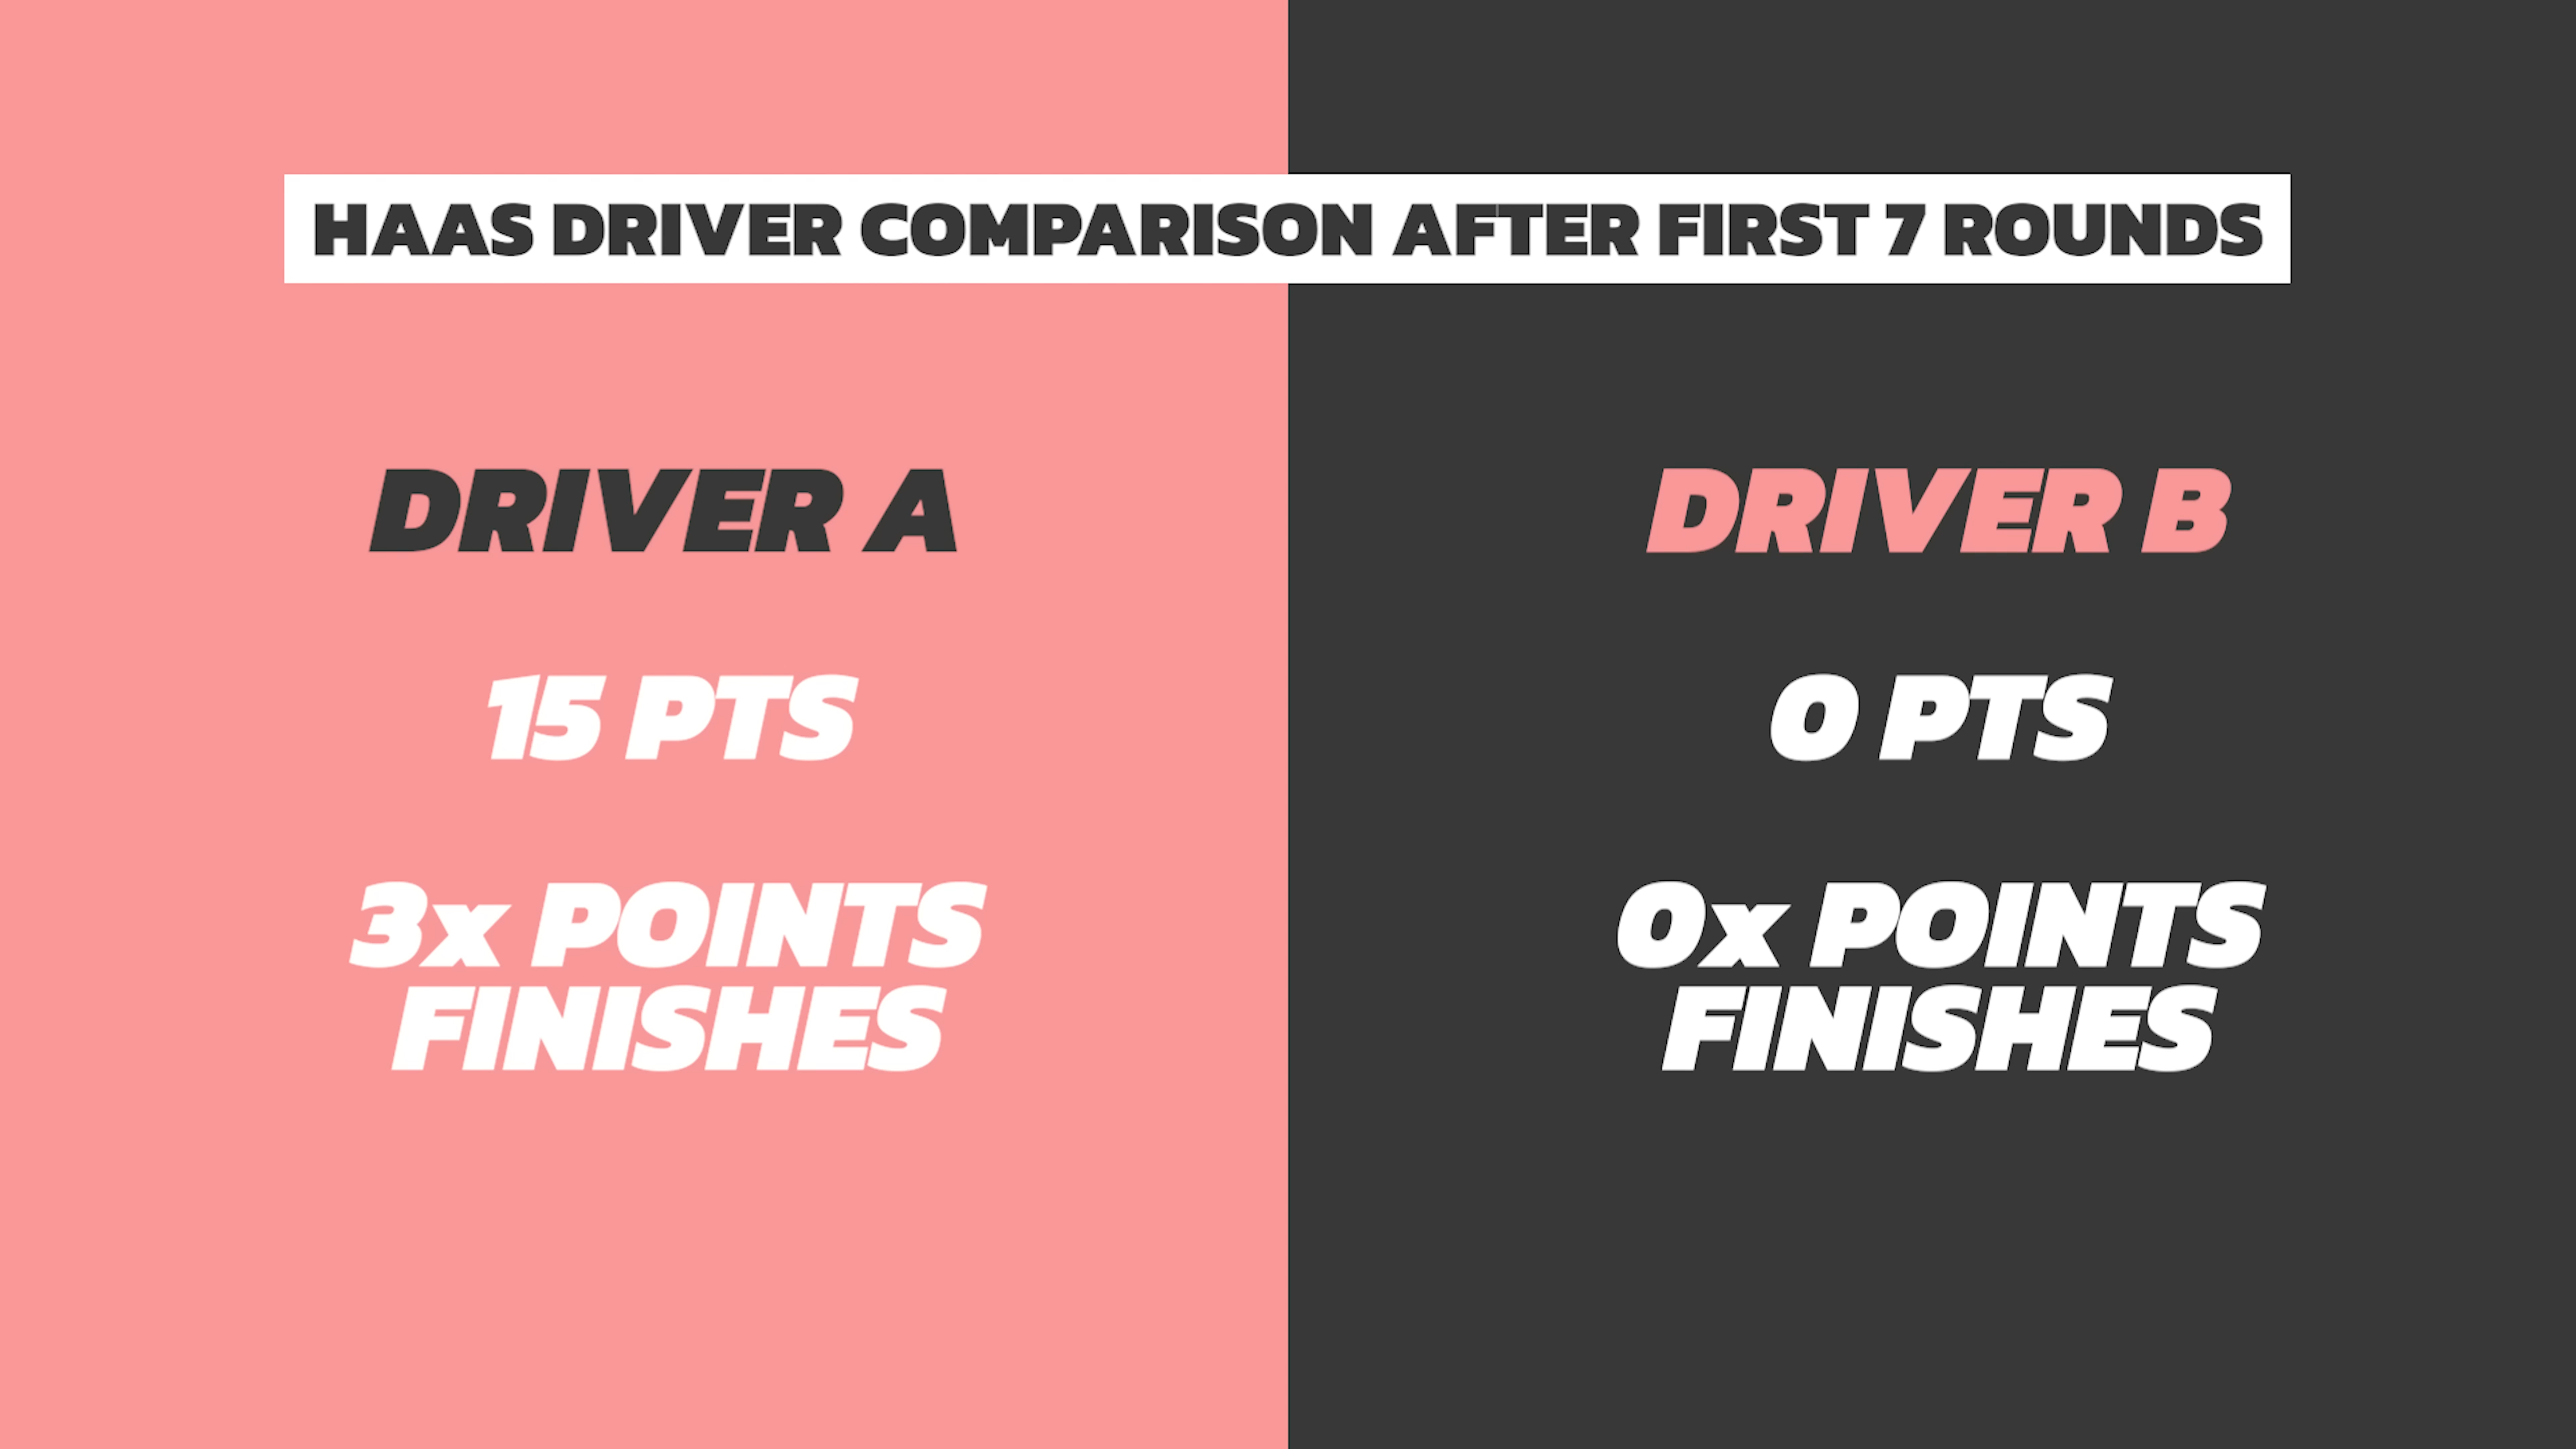 HAAS DRIVER COMPARISON AFTER FIRST 7 ROUNDS
DRIVER A
15 PTS
3x POINTS
FINISHES
DRIVER B
0 PTS
0x POINTS
FINISHES